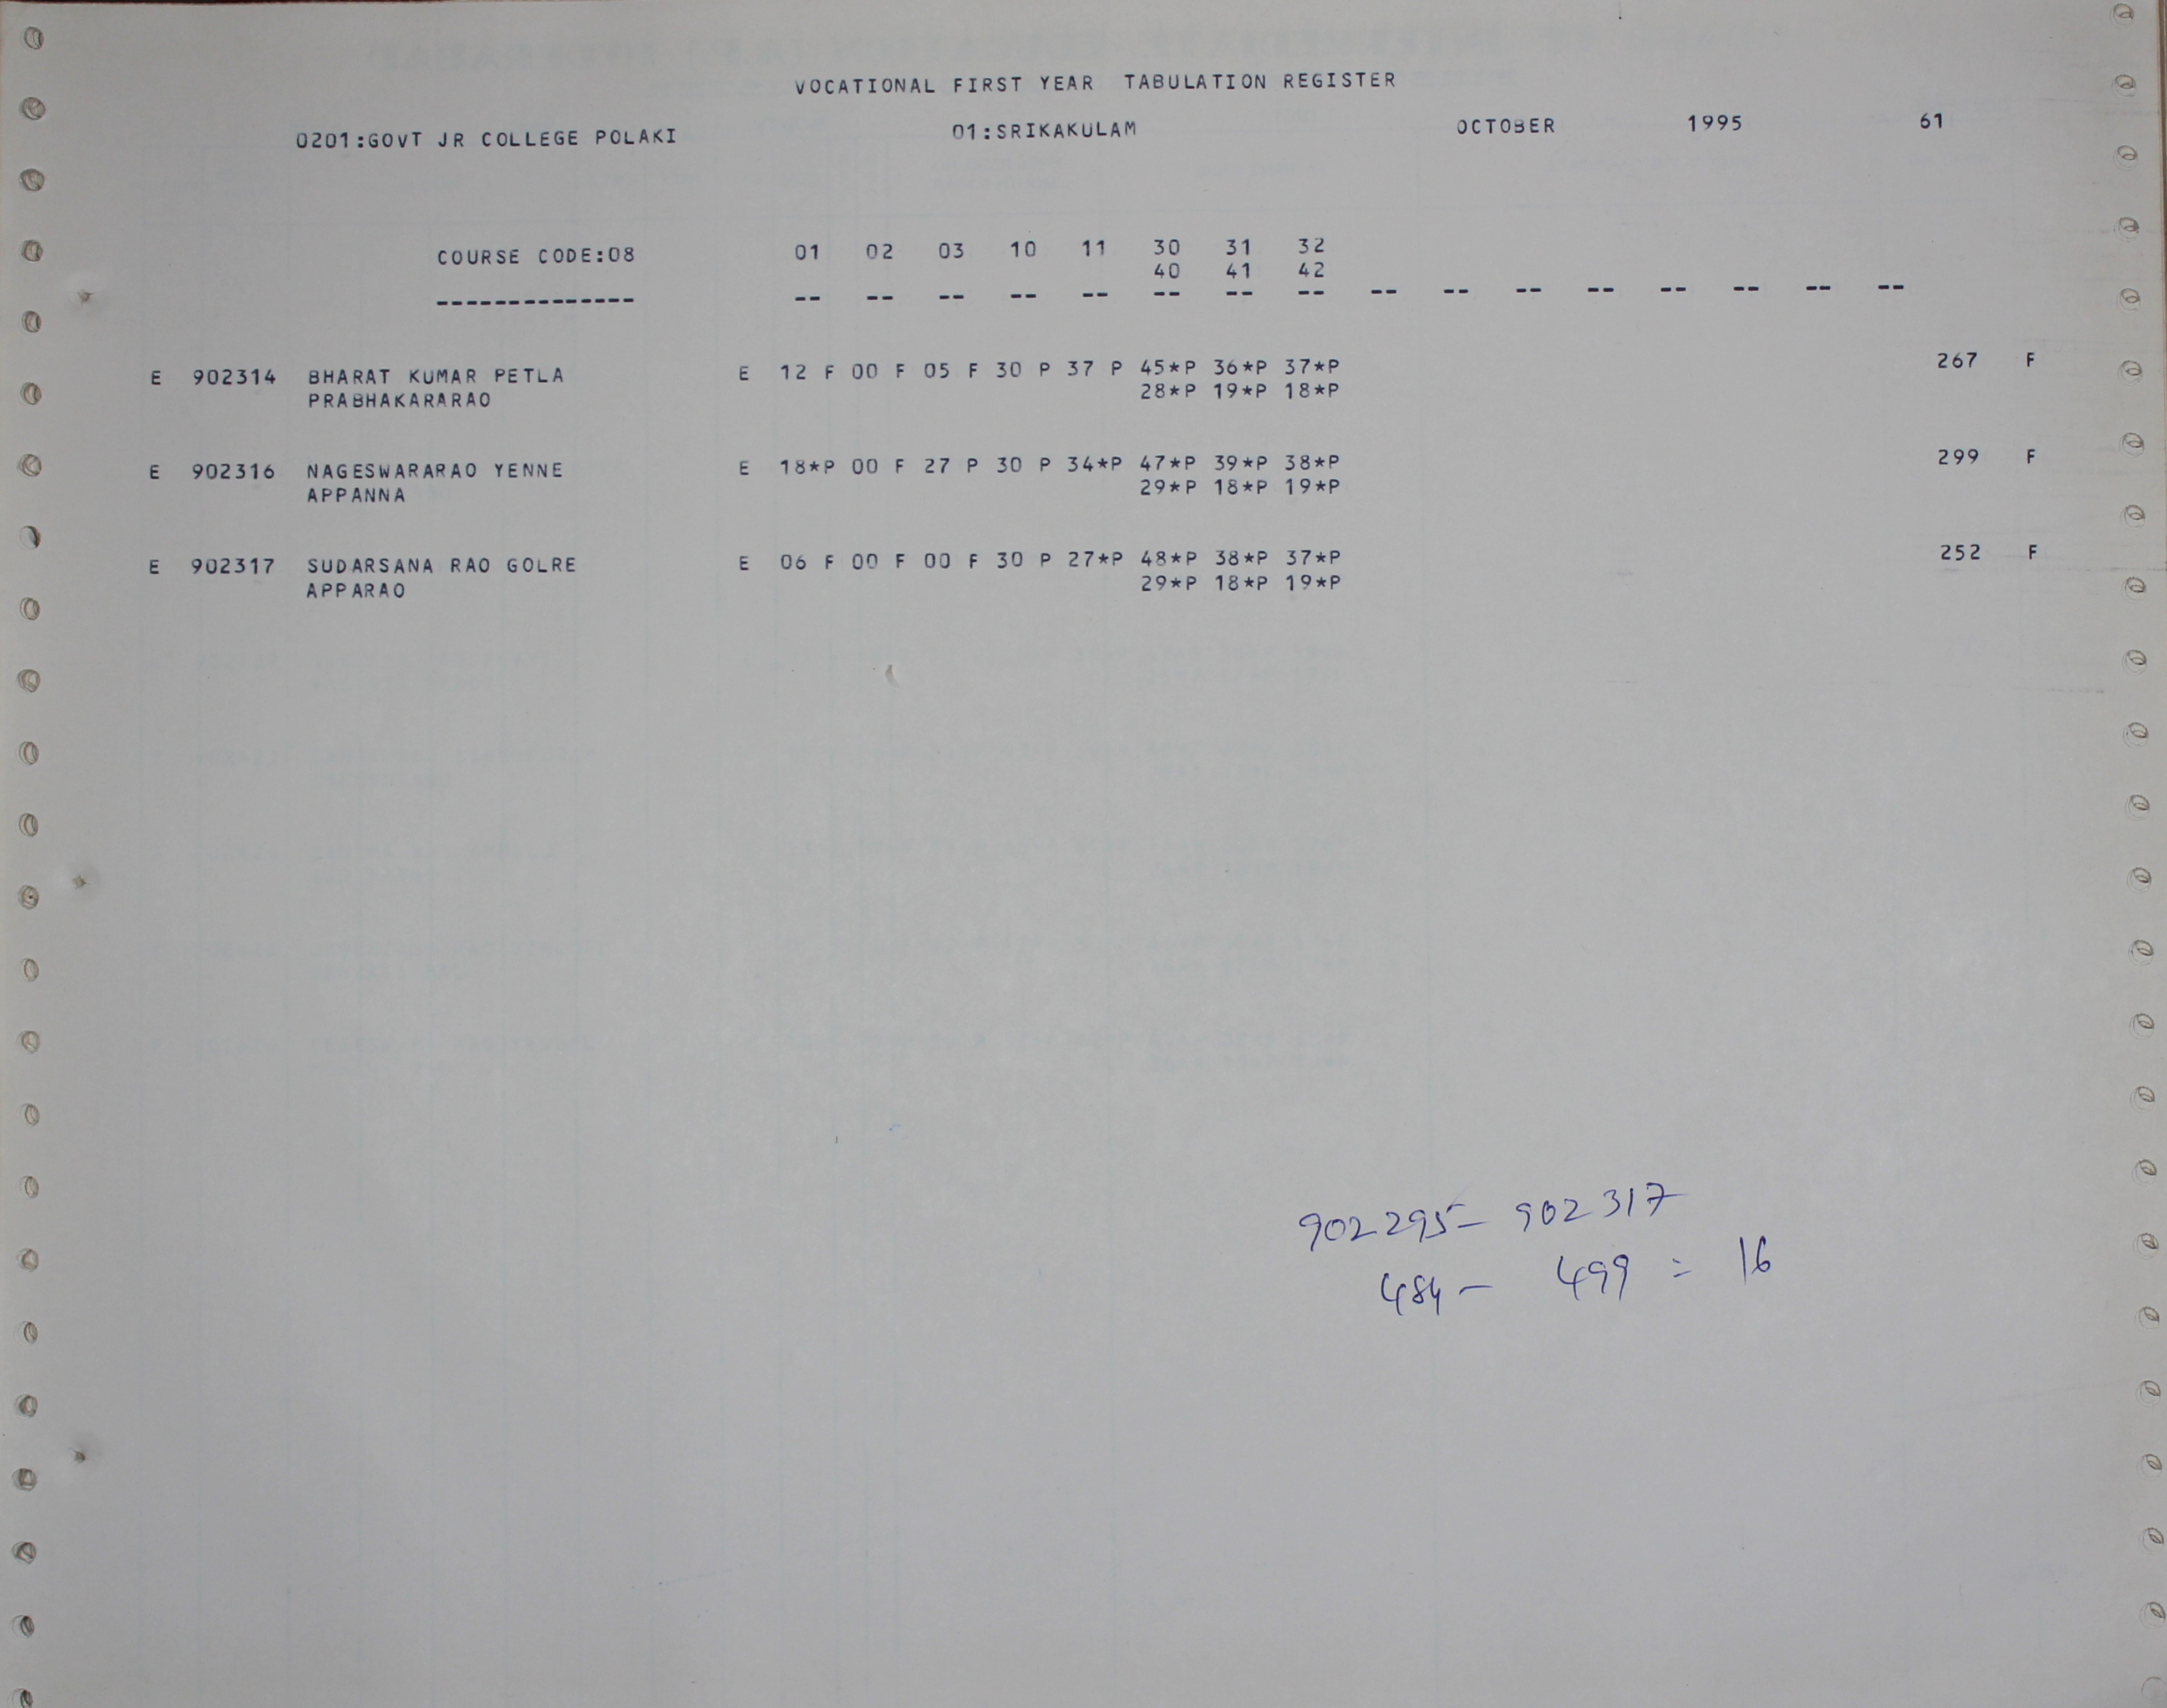 VOCATIONAL FIRST YEAR TABULATION REGISTER
0201:GOVT JR COLLEGE POLAKI 01:SRIKAKULAM OCTOBER 1995 61
COURSE CODE:08 01 02 03 10 11 30 31 32
40 41 42
-------------- -- -- -- -- -- -- -- -- -- -- -- -- -- -- -- --
E 902314 BHARAT KUMAR PETLA E 12 F 00 F 05 F 30 P 37 P 45*P 36*P 37*P 267 F
PRABHAKARARAO 28*P 19*P 18*P
E 902316 NAGESWARARAO YENNE E 18*P 00 F 27 P 30 P 34*P 47*P 39*P 38*P 299 F
APPANNA 29*P 18*P 19*P
E 902317 SUDARSANA RAO GOLRE E 06 F 00 F 00 F 30 P 27*P 48*P 38*P 37*P 252 F
APPARAO 29*P 18*P 19*P
902295- 902317
484- 499 = 16